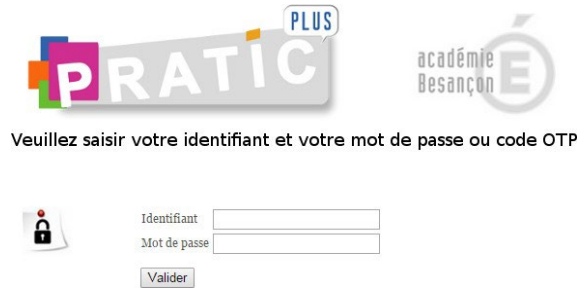 PLUS
PRATIC
académie
Besançon
Veuillez saisir votre identifiant et votre mot de passe ou code OTP
Identifiant
Mot de passe
Valider